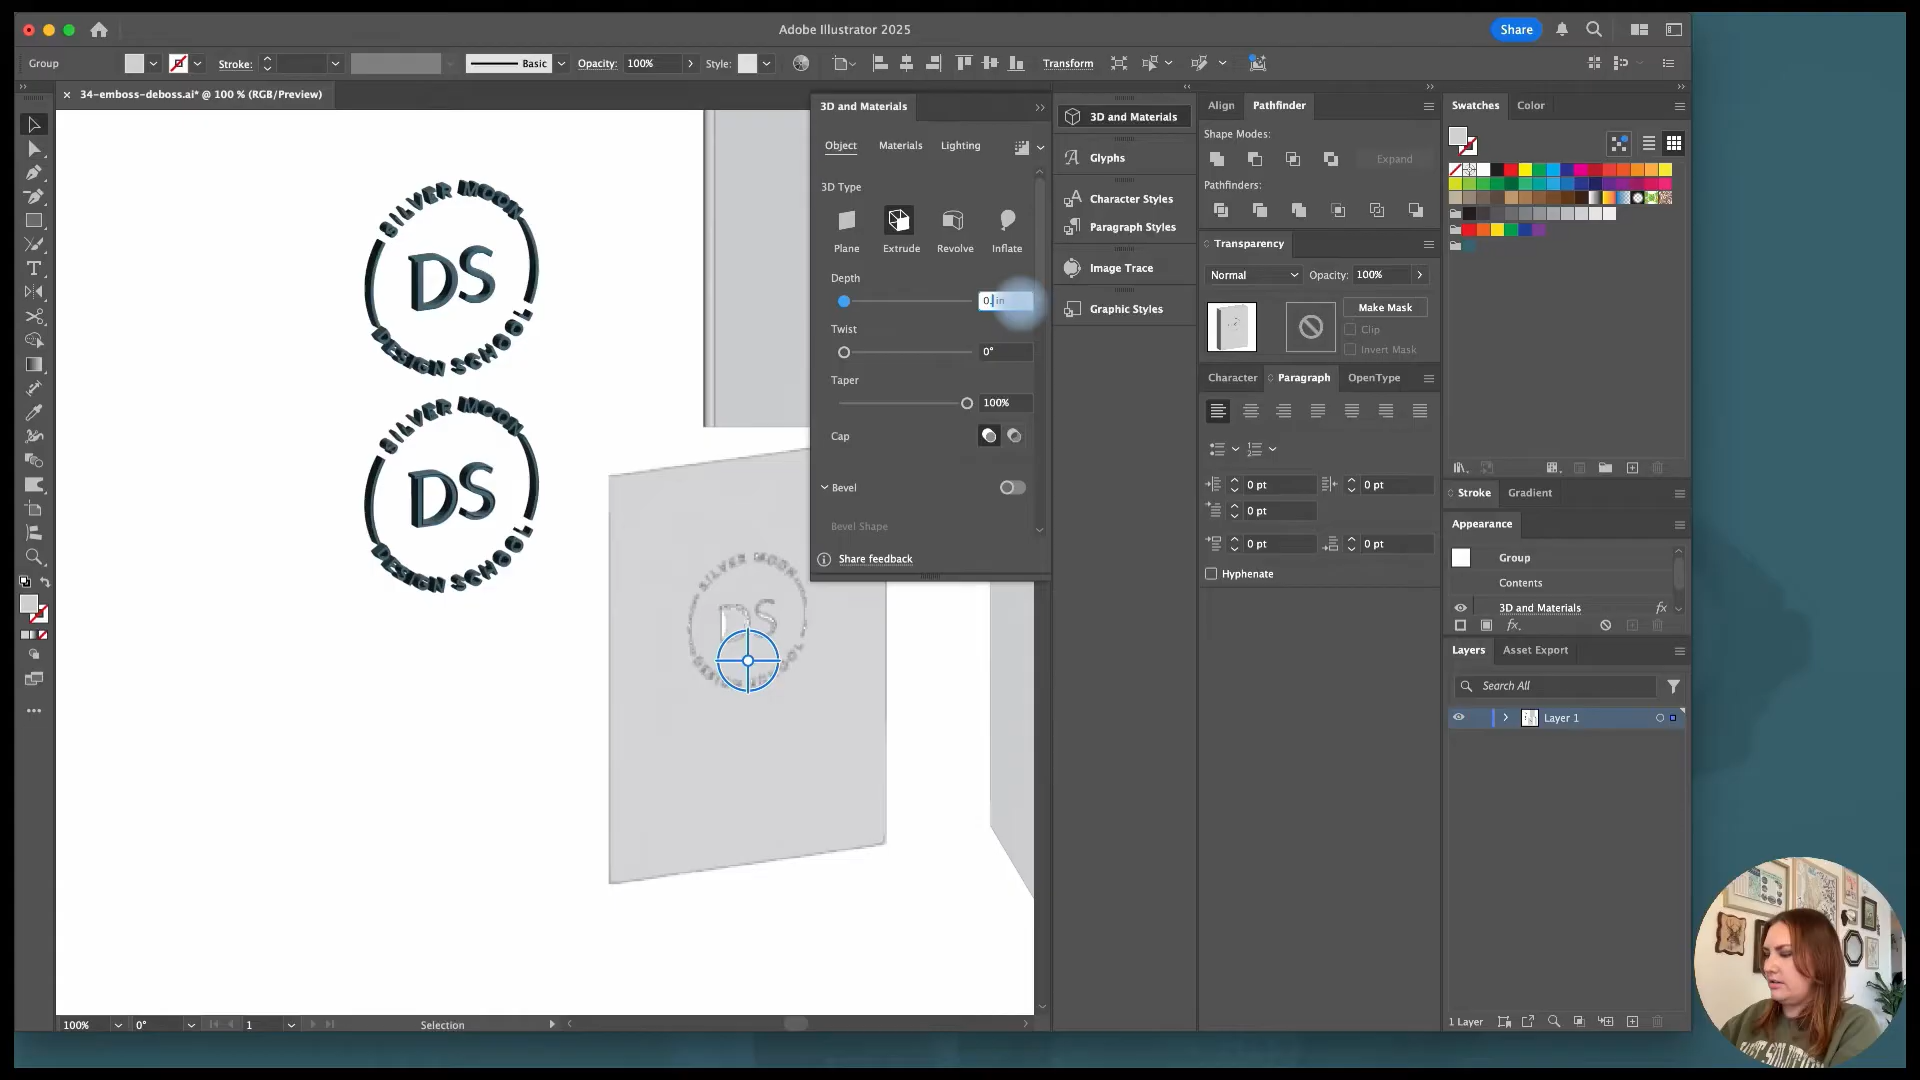 Adobe Illustrator 2025
Share
Group
Stroke:
Basic
Opacity:
100%
Style:
Transform
× 34-emboss-deboss.ai* @ 100 % (RGB/Preview)
SILVER MOON
DS
DESIGN SCHOOL
SILVER MOON
DS
DESIGN SCHOOL
SILVER MOON
DS
3D and Materials
Object
Materials
Lighting
3D Type
Plane
Extrude
Revolve
Inflate
Depth
0. in
Twist
0°
Taper
100%
Cap
Bevel
Bevel Shape
Share feedback
3D and Materials
Glyphs
Character Styles
Paragraph Styles
Image Trace
Graphic Styles
Align
Pathfinder
Shape Modes:
Expand
Pathfinders:
Transparency
Normal
Opacity:
100%
Make Mask
Clip
Invert Mask
Character
Paragraph
OpenType
0 pt
0 pt
0 pt
0 pt
0 pt
Hyphenate
Swatches
Color
Stroke
Gradient
Appearance
Group
Contents
3D and Materials
fx
fx.
Layers
Asset Export
Search All
Layer 1
1 Layer
100%
0°
1
Selection